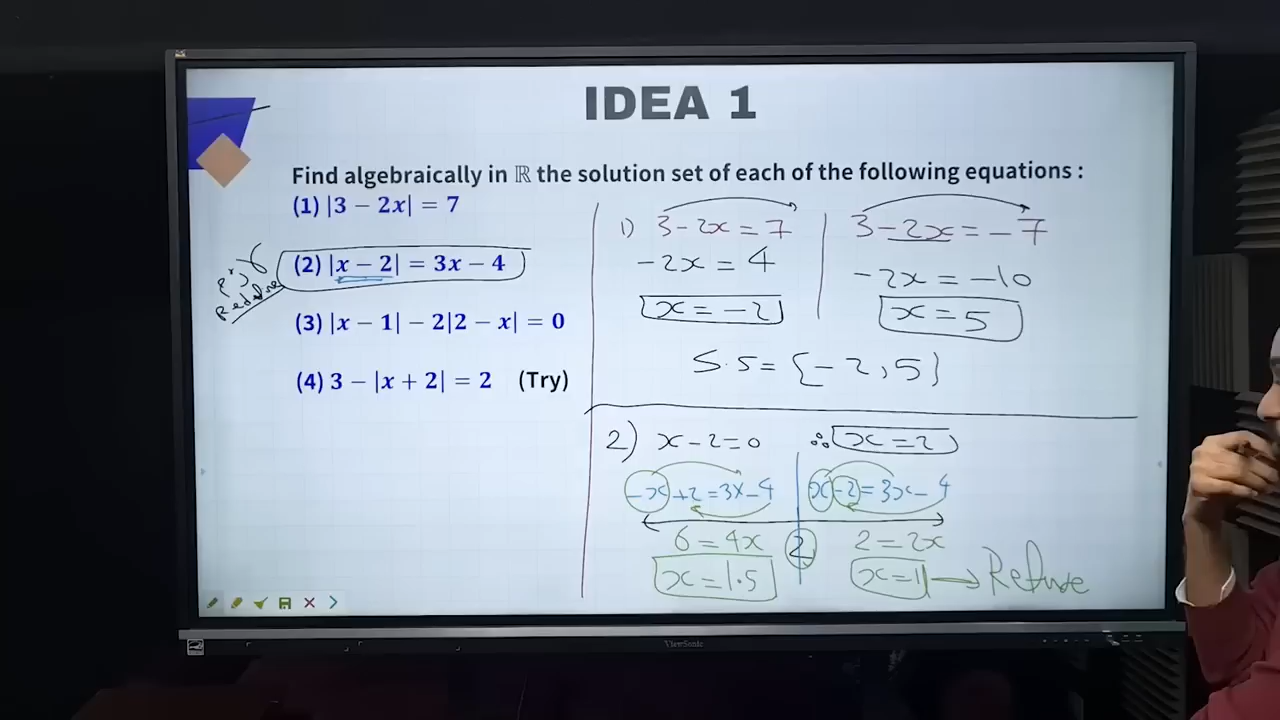 IDEA 1
Find algebraically in ℝ the solution set of each of the following equations :
(1) |3 − 2x| = 7
(2) |x − 2| = 3x − 4
(3) |x − 1| − 2|2 − x| = 0
(4) 3 − |x + 2| = 2 (Try)
1) 3-2x=7
-2x=4
x=-2
3-2x=-7
-2x=-10
x=5
S.S={-2,5}
2) x-2=0 ∴ x=2
-x+2=3x-4
x-2=3x-4
2
6=4x
x=1.5
2=2x
x=1 → Refuse
ViewSonic